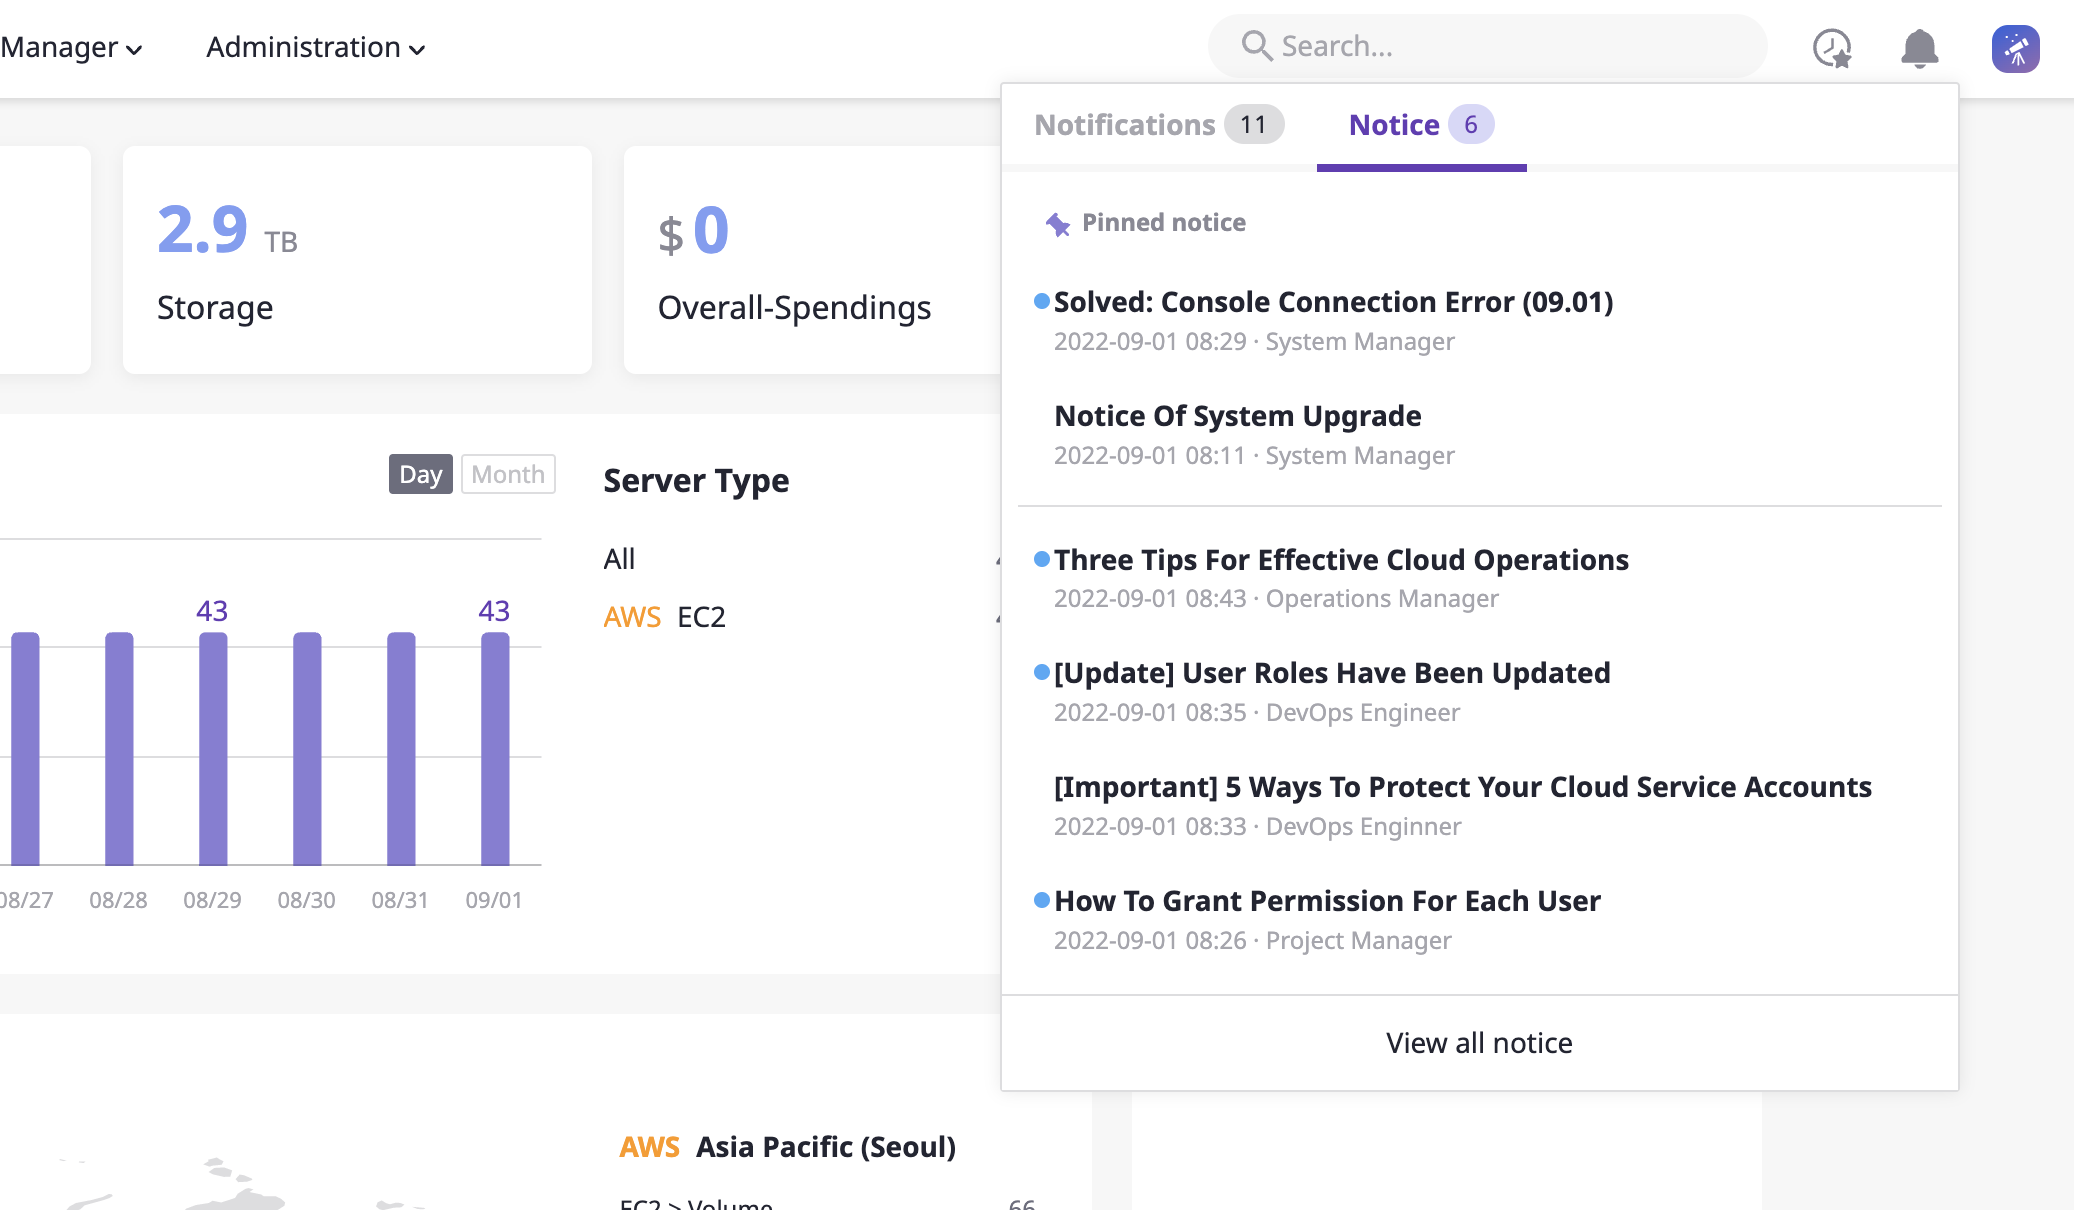 Manager
Administration
Search...
Notifications 11
Notice 6
Pinned notice
Solved: Console Connection Error (09.01)
2022-09-01 08:29 · System Manager
Notice Of System Upgrade
2022-09-01 08:11 · System Manager
Three Tips For Effective Cloud Operations
2022-09-01 08:43 · Operations Manager
[Update] User Roles Have Been Updated
2022-09-01 08:35 · DevOps Engineer
[Important] 5 Ways To Protect Your Cloud Service Accounts
2022-09-01 08:33 · DevOps Enginner
How To Grant Permission For Each User
2022-09-01 08:26 · Project Manager
View all notice
2.9 TB
Storage
$ 0
Overall-Spendings
Day
Month
43
43
08/27
08/28
08/29
08/30
08/31
09/01
Server Type
All
AWS EC2
AWS Asia Pacific (Seoul)
EC2 > Volume
66